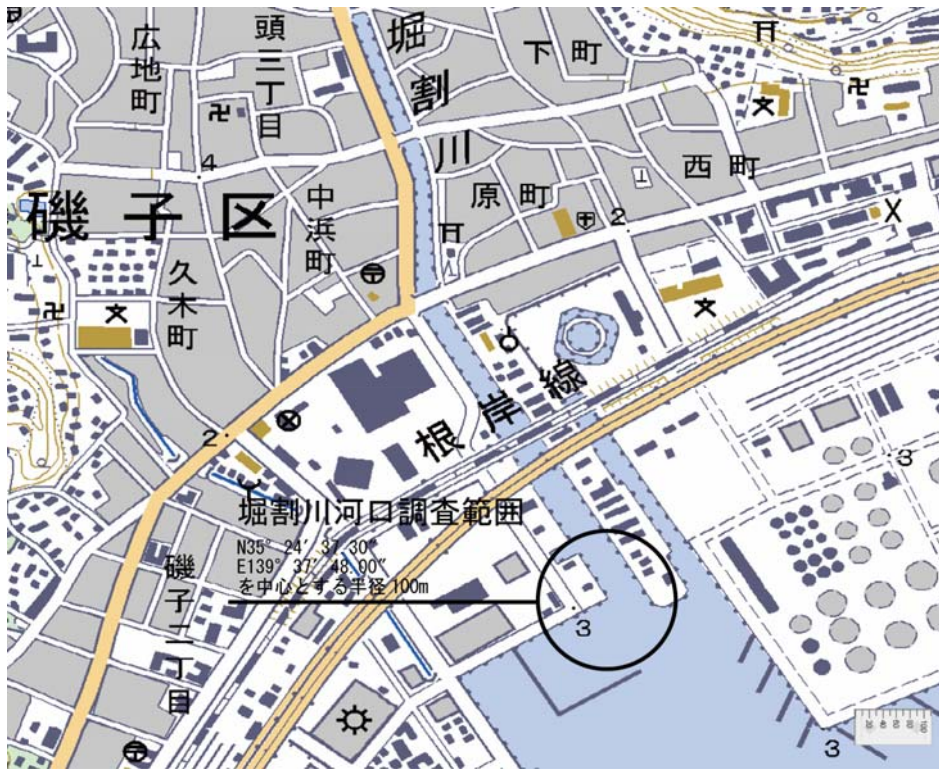 広地町
頭三丁目
堀割川
下町
4
中浜町
原町
西町
2
磯子区
久木町
根岸線
2
3
堀割川河口調査範囲
N35° 24′ 37.30″
E139° 37′ 48.00″
を中心とする半径100m
磯子二丁目
3
3